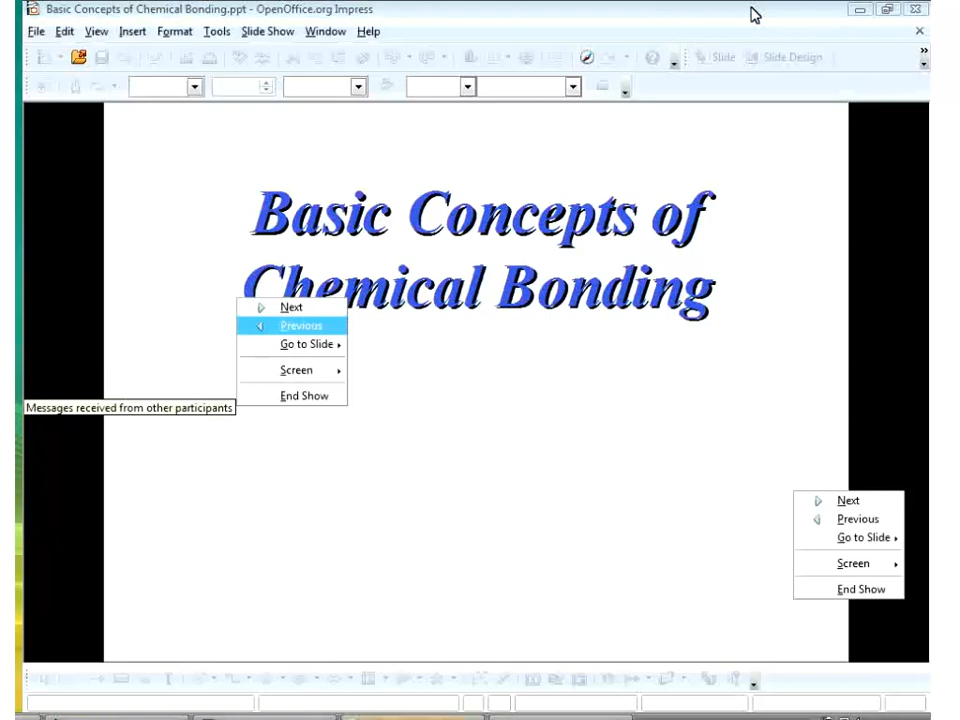 Basic Concepts of Chemical Bonding.ppt - OpenOffice.org Impress
File Edit View Insert Format Tools Slide Show Window Help
Slide Slide Design
Basic Concepts of
Chemical Bonding
Next
Previous
Go to Slide
Screen
End Show
Messages received from other participants
Next
Previous
Go to Slide
Screen
End Show